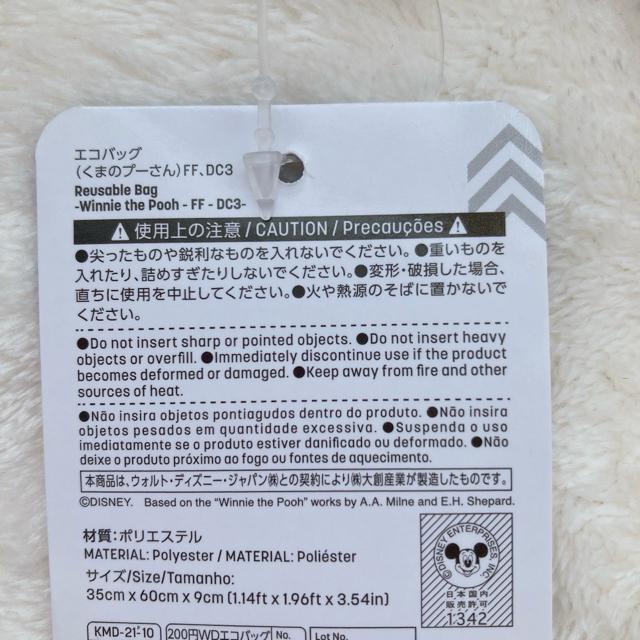 エコバッグ
(くまのプーさん)FF、DC3
Reusable Bag
-Winnie the Pooh - FF - DC3-
使用上の注意 / CAUTION / Precauções
●尖ったものや鋭利なものを入れないでください。●重いものを
入れたり、詰めすぎたりしないでください。●変形・破損した場合、
直ちに使用を中止してください。●火や熱源のそばに置かないで
ください。
●Do not insert sharp or pointed objects. ●Do not insert heavy
objects or overfill. ●Immediately discontinue use if the product
becomes deformed or damaged. ●Keep away from fire and other
sources of heat.
●Não insira objetos pontiagudos dentro do produto. ●Não insira
objetos pesados em quantidade excessiva. ●Suspenda o uso
imediatamente se o produto estiver danificado ou deformado. ●Não
deixe o produto próximo ao fogo ou fontes de aquecimento.
本商品は、ウォルト・ディズニー・ジャパン㈱との契約により㈱大創産業が製造したものです。
©DISNEY. Based on the "Winnie the Pooh" works by A.A. Milne and E.H. Shepard.
材質:ポリエステル
MATERIAL: Polyester / MATERIAL: Poliéster
サイズ/Size/Tamanho:
35cm x 60cm x 9cm (1.14ft x 1.96ft x 3.54in)
©DISNEY ENTERPRISES, INC.
日本国内
販売許可
1342
KMD-21-10
200円WDエコバッグ
No.
Lot No.